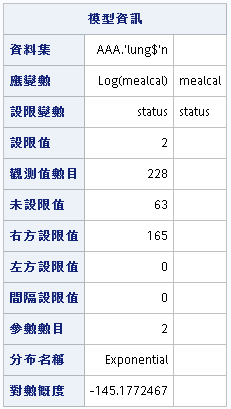 模型資訊
資料集 AAA.'lung$'n
應變數 Log(mealcal) mealcal
設限變數 status status
設限值 2
觀測值數目 228
未設限值 63
右方設限值 165
左方設限值 0
間隔設限值 0
參數數目 2
分布名稱 Exponential
對數概度 -145.1772467